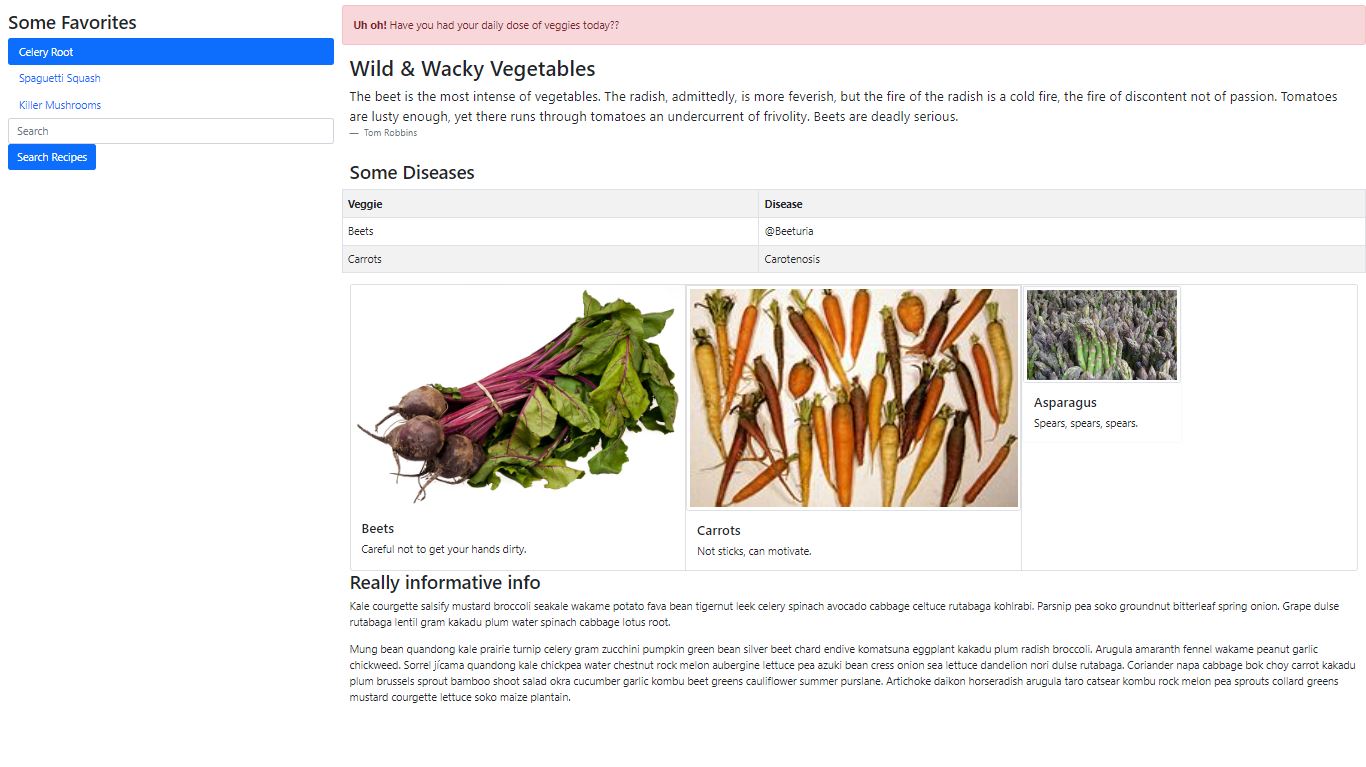 Some Favorites
Celery Root
Spaguetti Squash
Killer Mushrooms
Search
Search Recipes
Uh oh! Have you had your daily dose of veggies today??
Wild & Wacky Vegetables
The beet is the most intense of vegetables. The radish, admittedly, is more feverish, but the fire of the radish is a cold fire, the fire of discontent not of passion. Tomatoes
are lusty enough, yet there runs through tomatoes an undercurrent of frivolity. Beets are deadly serious.
— Tom Robbins
Some Diseases
Veggie Disease
Beets @Beeturia
Carrots Carotenosis
Beets
Careful not to get your hands dirty.
Carrots
Not sticks, can motivate.
Asparagus
Spears, spears, spears.
Really informative info
Kale courgette salsify mustard broccoli seakale wakame potato fava bean tigernut leek celery spinach avocado cabbage celtuce rutabaga kohlrabi. Parsnip pea soko groundnut bitterleaf spring onion. Grape dulse
rutabaga lentil gram kakadu plum water spinach cabbage lotus root.
Mung bean quandong kale prairie turnip celery gram zucchini pumpkin green bean silver beet chard endive komatsuna eggplant kakadu plum radish broccoli. Arugula amaranth fennel wakame peanut garlic
chickweed. Sorrel jícama quandong kale chickpea water chestnut rock melon aubergine lettuce pea azuki bean cress onion sea lettuce dandelion nori dulse rutabaga. Coriander napa cabbage bok choy carrot kakadu
plum brussels sprout bamboo shoot salad okra cucumber garlic kombu beet greens cauliflower summer purslane. Artichoke daikon horseradish arugula taro catsear kombu rock melon pea sprouts collard greens
mustard courgette lettuce soko maize plantain.